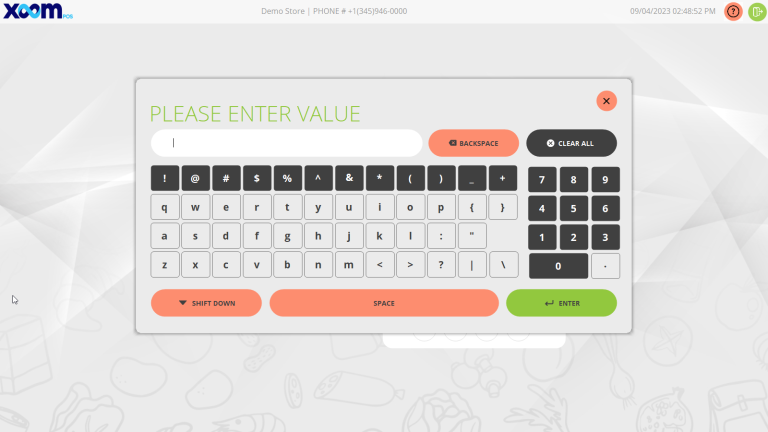 xoom POS
Demo Store | PHONE # +1(345)946-0000
09/04/2023 02:48:52 PM
?
PLEASE ENTER VALUE
BACKSPACE
CLEAR ALL
! @ # $ % ^ & * ( ) _ +
7 8 9
q w e r t y u i o p { }
4 5 6
a s d f g h j k l : "
1 2 3
z x c v b n m < > ? | \
0 .
SHIFT DOWN
SPACE
ENTER